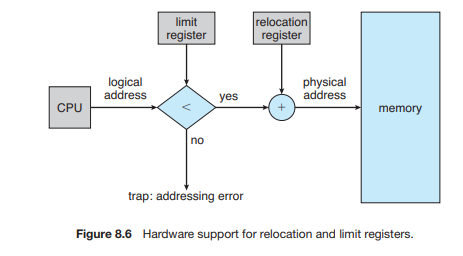 limit
register
relocation
register
logical
address
physical
address
CPU
<
yes
+
memory
no
trap: addressing error
Figure 8.6 Hardware support for relocation and limit registers.